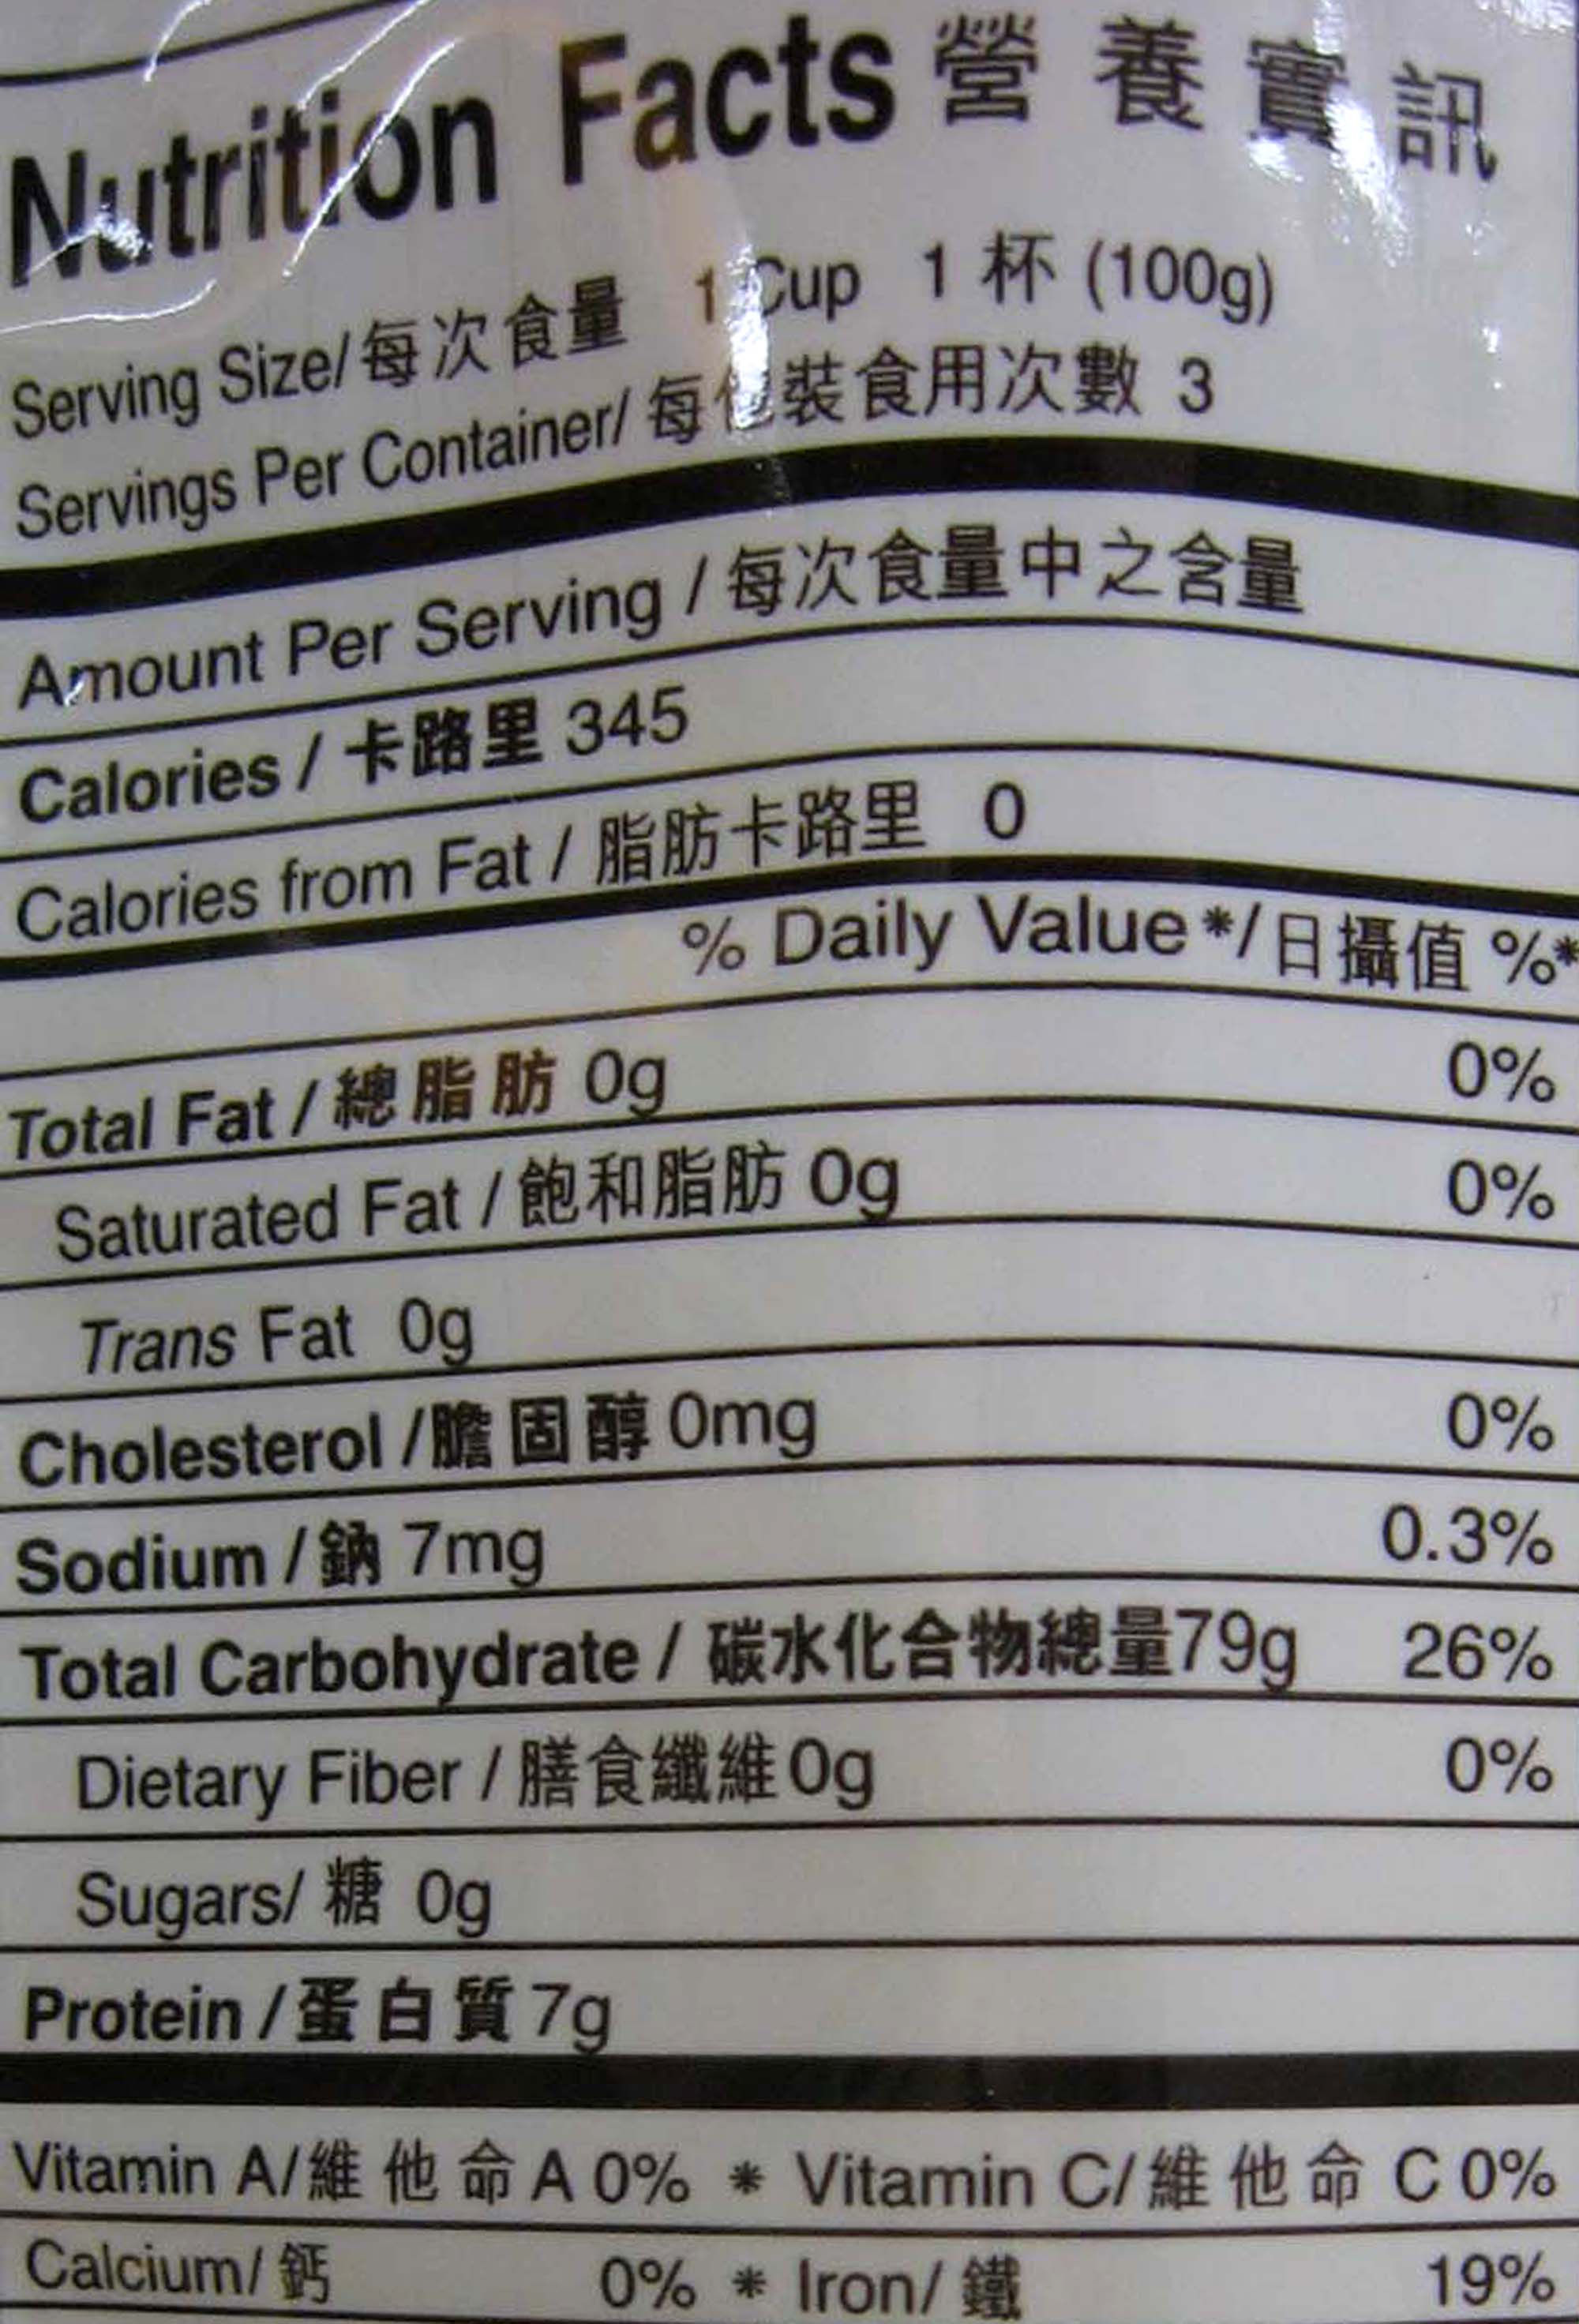 Nutrition Facts 營養資訊
Serving Size/每次食量 1 Cup 1 杯 (100g)
Servings Per Container/ 每包裝食用次數 3
Amount Per Serving / 每次食量中之含量
Calories / 卡路里 345
Calories from Fat / 脂肪卡路里 0
% Daily Value*/日攝值 %*
Total Fat / 總脂肪 0g 0%
Saturated Fat / 飽和脂肪 0g 0%
Trans Fat 0g
Cholesterol /膽固醇 0mg 0%
Sodium /鈉 7mg 0.3%
Total Carbohydrate / 碳水化合物總量79g 26%
Dietary Fiber / 膳食纖維0g 0%
Sugars/ 糖 0g
Protein /蛋白質 7g
Vitamin A/維他命 A 0% * Vitamin C/維他命 C 0%
Calcium/ 鈣 0% * Iron/ 鐵 19%